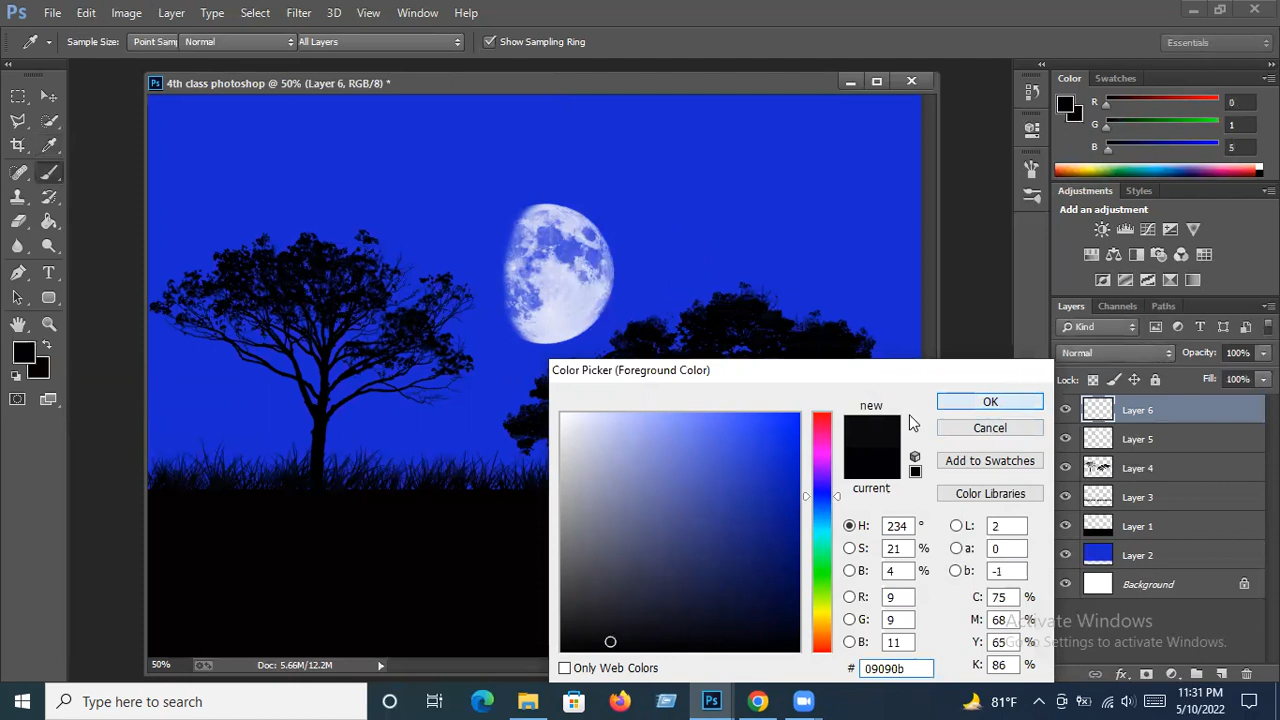 Ps File Edit Image Layer Type Select Filter 3D View Window Help
Sample Size: Point Samp Normal All Layers Show Sampling Ring Essentials
Ps 4th class photoshop @ 50% (Layer 6, RGB/8) *
Color Swatches
R 0
G 1
B 5
Adjustments Styles
Add an adjustment
Layers Channels Paths
Kind
Normal Opacity: 100%
Lock: Fill: 100%
Layer 6
Layer 5
Layer 4
Layer 3
Layer 1
Layer 2
Background
Color Picker (Foreground Color)
new
current
OK
Cancel
Add to Swatches
Color Libraries
H: 234 ° L: 2
S: 21 % a: 0
B: 4 % b: -1
R: 9 C: 75 %
G: 9 M: 68 %
B: 11 Y: 65 %
# 09090b K: 86 %
Only Web Colors
Activate Windows
Go to Settings to activate Windows.
50% Doc: 5.66M/12.2M
Type here to search
Ps
81°F
11:31 PM
5/10/2022